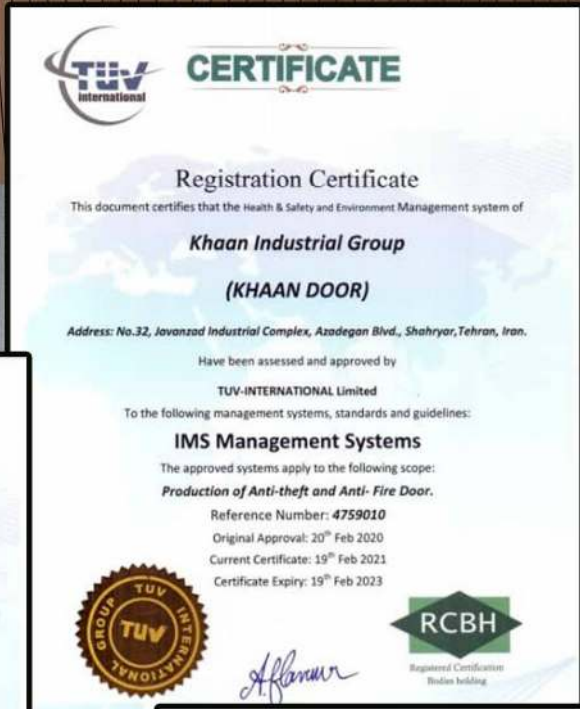 TÜV
international
CERTIFICATE
Registration Certificate
This document certifies that the Health & Safety and Environment Management system of
Khaan Industrial Group
(KHAAN DOOR)
Address: No.32, Javanzad Industrial Complex, Azadegan Blvd., Shahryar,Tehran, Iran.
Have been assessed and approved by
TUV-INTERNATIONAL Limited
To the following management systems, standards and guidelines:
IMS Management Systems
The approved systems apply to the following scope:
Production of Anti-theft and Anti- Fire Door.
Reference Number: 4759010
Original Approval: 20th Feb 2020
Current Certificate: 19th Feb 2021
Certificate Expiry: 19th Feb 2023
TUV INTERNATIONAL GROUP
TUV
RCBH
Registered Certification
Bodies holding